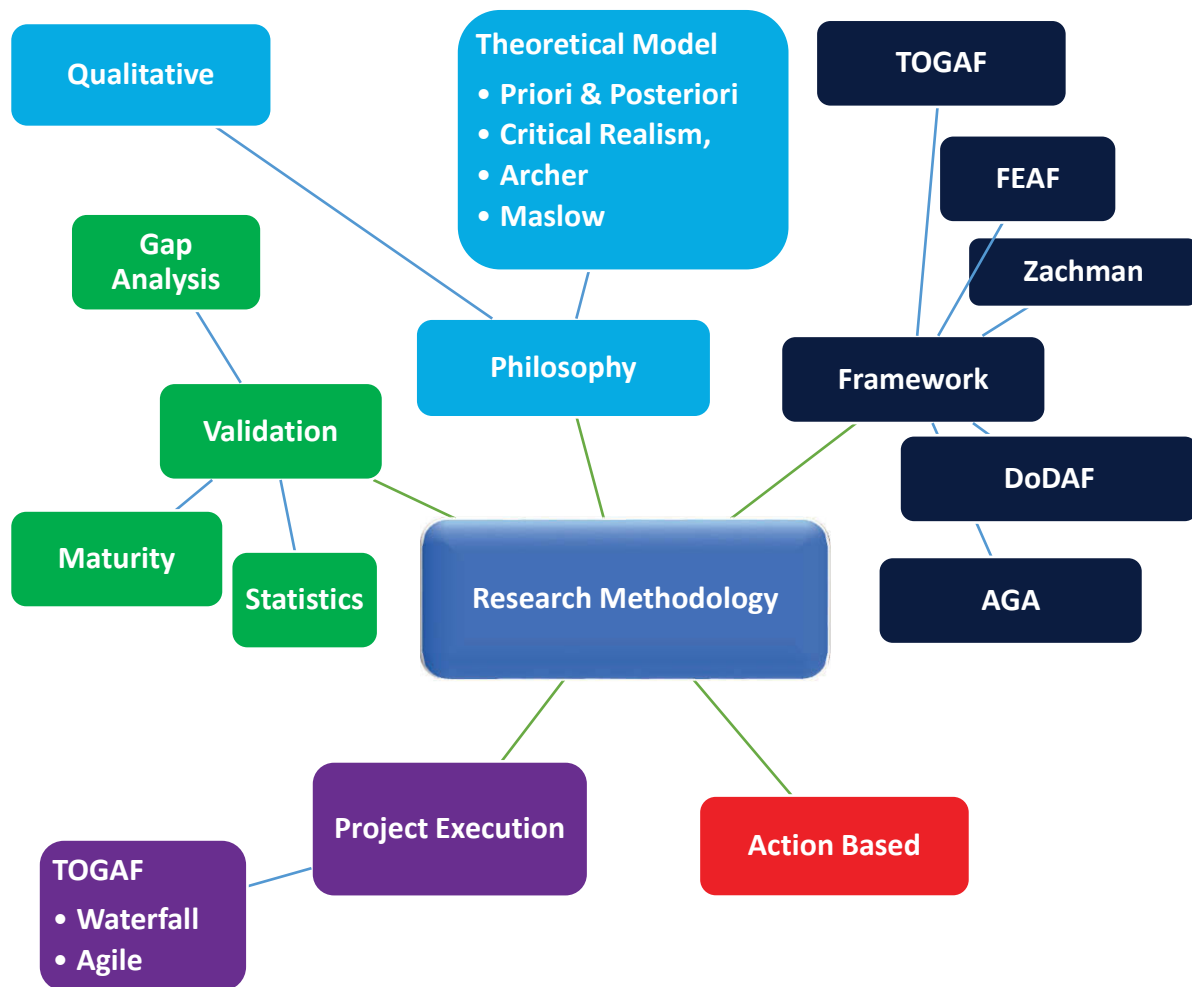 Qualitative
Theoretical Model
• Priori & Posteriori
• Critical Realism,
• Archer
• Maslow
TOGAF
FEAF
Zachman
Gap
Analysis
Philosophy
Framework
Validation
DoDAF
Maturity
Statistics
Research Methodology
AGA
Project Execution
Action Based
TOGAF
• Waterfall
• Agile